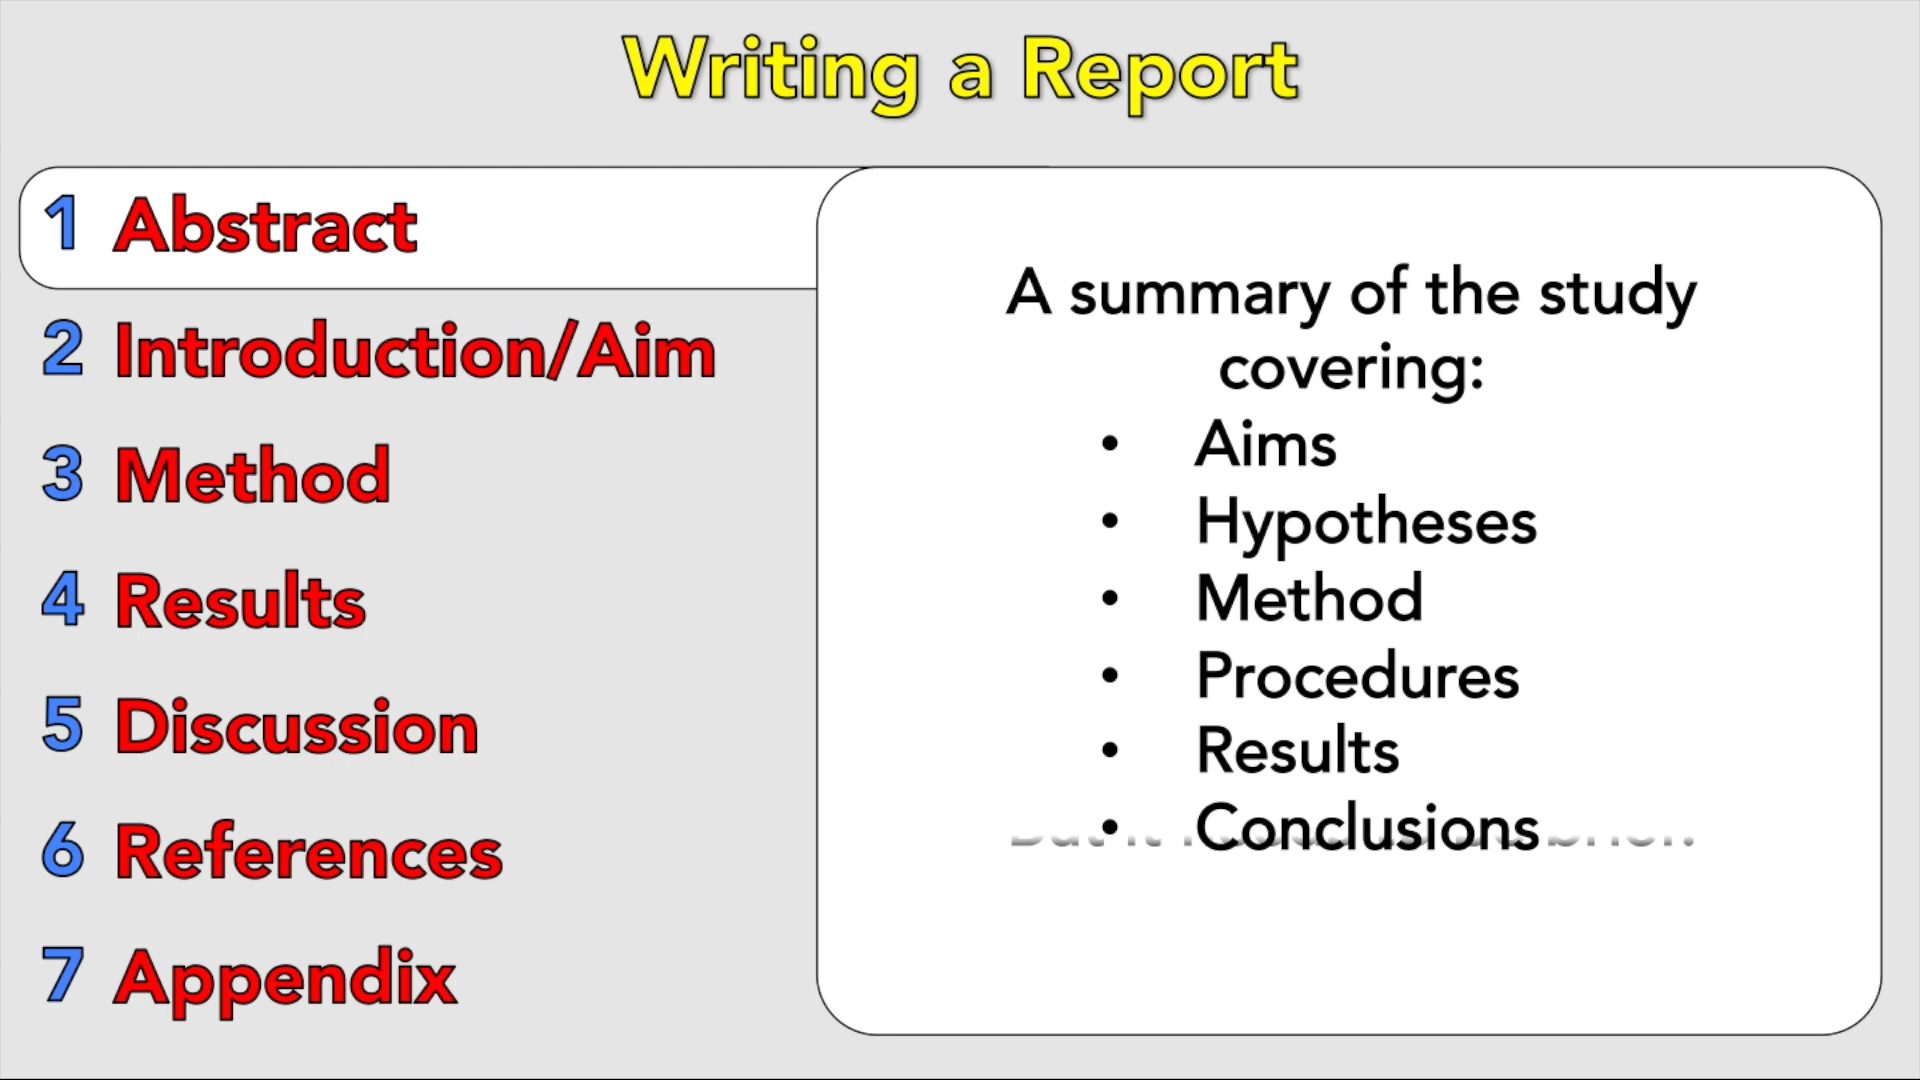 Writing a Report
1 Abstract
2 Introduction/Aim
3 Method
4 Results
5 Discussion
6 References
7 Appendix
A summary of the study
covering:
• Aims
• Hypotheses
• Method
• Procedures
• Results
• Conclusions